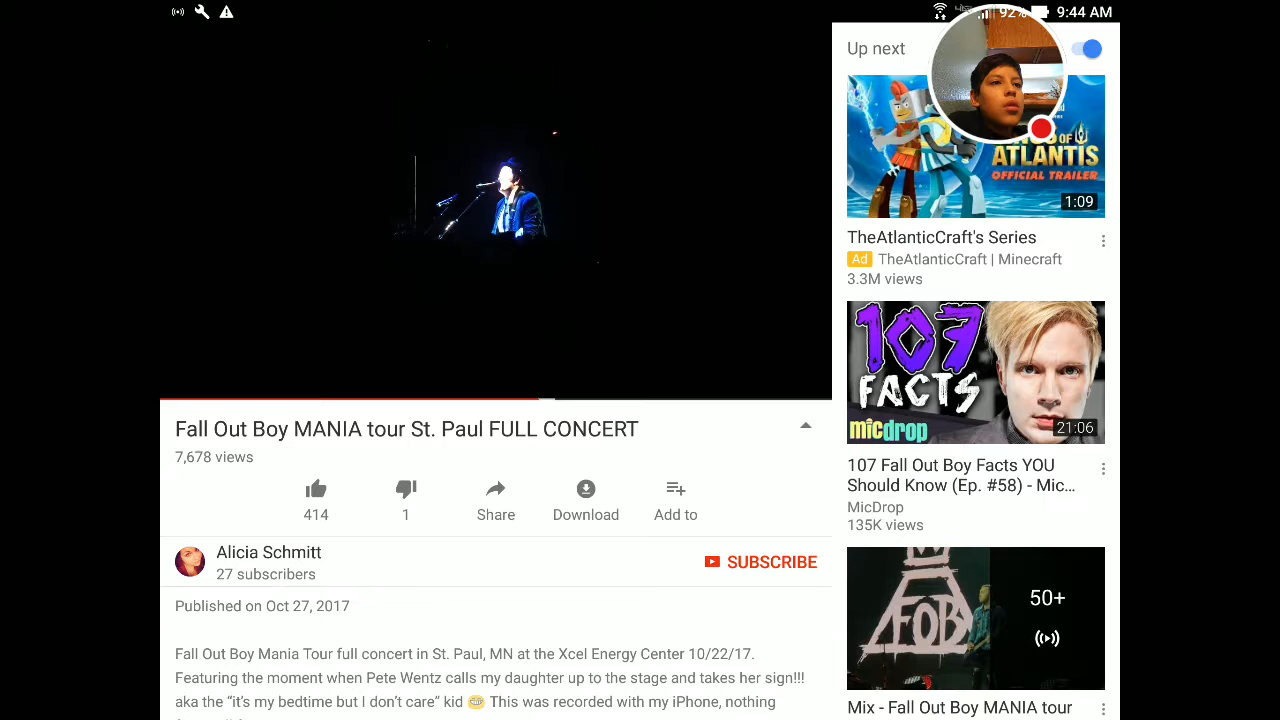 92%
9:44 AM
Fall Out Boy MANIA tour St. Paul FULL CONCERT
7,678 views
414
1
Share
Download
Add to
Alicia Schmitt
27 subscribers
SUBSCRIBE
Published on Oct 27, 2017
Fall Out Boy Mania Tour full concert in St. Paul, MN at the Xcel Energy Center 10/22/17.
Featuring the moment when Pete Wentz calls my daughter up to the stage and takes her sign!!!
aka the “it's my bedtime but I don't care” kid 😁 This was recorded with my iPhone, nothing
Up next
OF
ATLANTIS
OFFICIAL TRAILER
1:09
TheAtlanticCraft's Series
Ad TheAtlanticCraft | Minecraft
3.3M views
107
FACTS
micdrop
21:06
107 Fall Out Boy Facts YOU
Should Know (Ep. #58) - Mic...
MicDrop
135K views
FOB
50+
Mix - Fall Out Boy MANIA tour